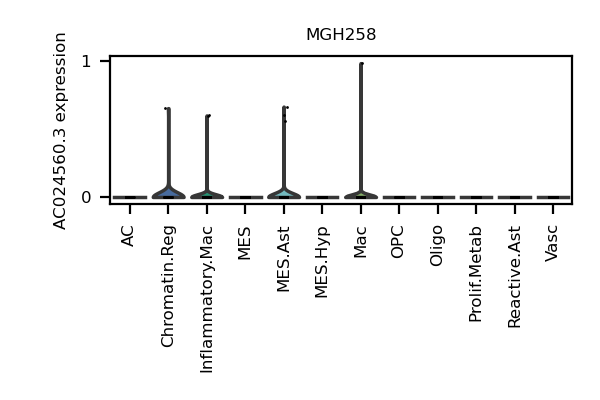 MGH258
AC024560.3 expression
1
0
AC
Chromatin.Reg
Inflammatory.Mac
MES
MES.Ast
MES.Hyp
Mac
OPC
Oligo
Prolif.Metab
Reactive.Ast
Vasc